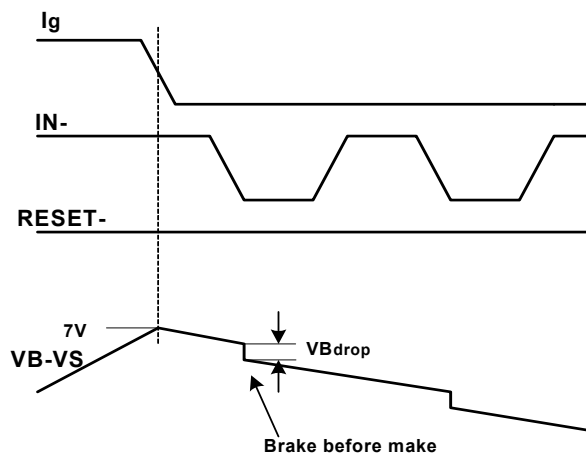 Ig
IN-
RESET-
7V
VB-VS
VBdrop
Brake before make